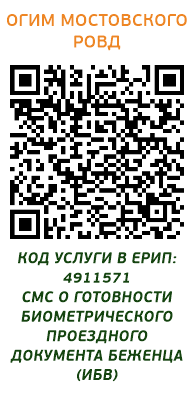 ОГИМ МОСТОВСКОГО
РОВД
КОД УСЛУГИ В ЕРИП:
4911571
СМС О ГОТОВНОСТИ
БИОМЕТРИЧЕСКОГО
ПРОЕЗДНОГО
ДОКУМЕНТА БЕЖЕНЦА
(ИБВ)